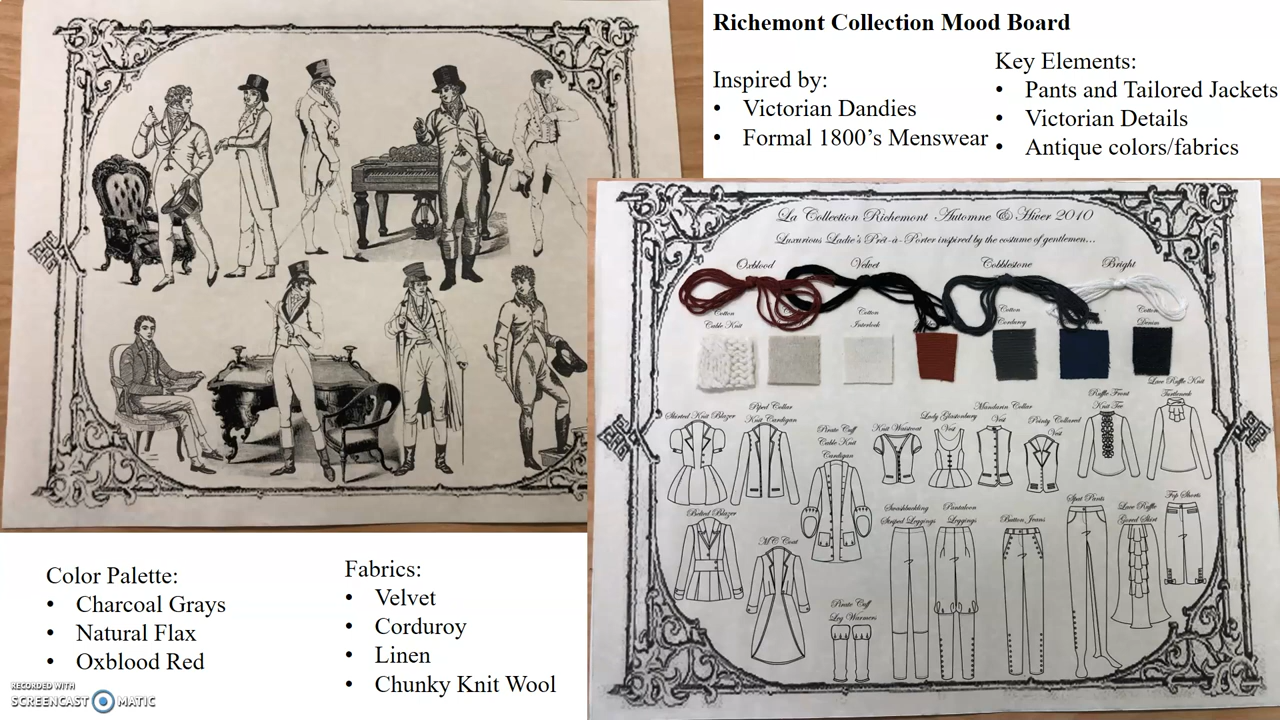 Richemont Collection Mood Board
Inspired by:
• Victorian Dandies
• Formal 1800’s Menswear
Key Elements:
• Pants and Tailored Jackets
• Victorian Details
• Antique colors/fabrics
La Collection Richemont Automne & Hiver 2010
Luxurious Ladie's Prêt-à-Porter inspired by the costume of gentlemen...
Oxblood Velvet Cobblestone Bright
Cotton Cable Knit
Cotton Interlock
Cotton Corduroy
Cotton Denim
Skirted Knit Blazer
Piped Collar Knit Cardigan
Pirate Cuff Cable Knit Cardigan
Knit Waistcoat
Lady Glastonbury Vest
Mandarin Collar Vest
Pointy Collared Vest
Ruffle Front Knit Tee
Lace Ruffle Knit Turtleneck
Belted Blazer
MC Coat
Pirate Cuff Leg Warmers
Swashbuckling Striped Leggings
Pantaloon Leggings
Button Jeans
Spat Pants
Lace Ruffle Gored Skirt
Fop Shorts
Color Palette:
• Charcoal Grays
• Natural Flax
• Oxblood Red
Fabrics:
• Velvet
• Corduroy
• Linen
• Chunky Knit Wool
RECORDED WITH
SCREENCAST MATIC